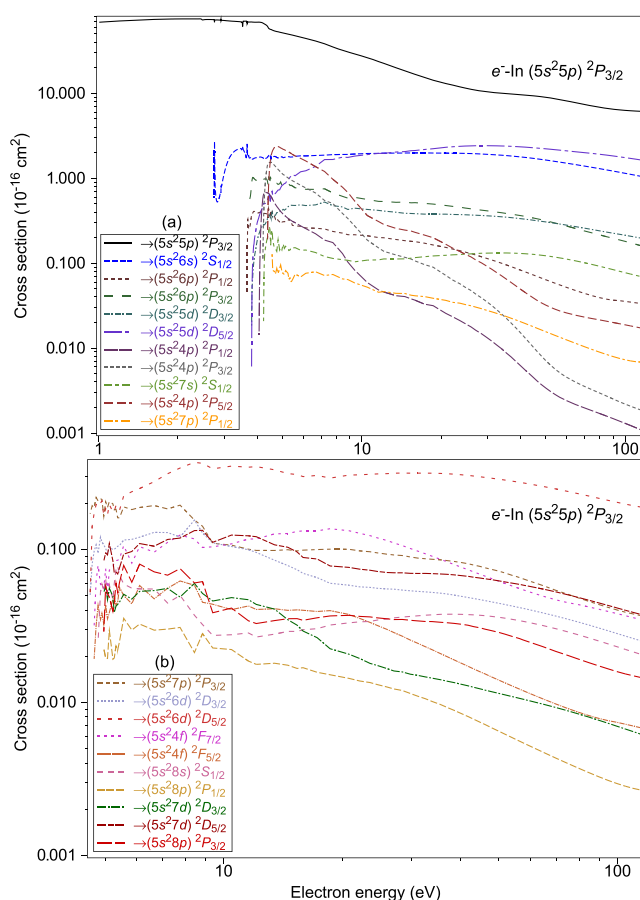 e⁻-In (5s²5p) ²P₃/₂
10.000
1.000
0.100
0.010
0.001
Cross section (10⁻¹⁶ cm²)
(a)
→(5s²5p) ²P₃/₂
→(5s²6s) ²S₁/₂
→(5s²6p) ²P₁/₂
→(5s²6p) ²P₃/₂
→(5s²5d) ²D₃/₂
→(5s²5d) ²D₅/₂
→(5s²4p) ²P₁/₂
→(5s²4p) ²P₃/₂
→(5s²7s) ²S₁/₂
→(5s²4p) ²P₅/₂
→(5s²7p) ²P₁/₂
1 10 100
e⁻-In (5s²5p) ²P₃/₂
0.100
0.010
0.001
Cross section (10⁻¹⁶ cm²)
(b)
→(5s²7p) ²P₃/₂
→(5s²6d) ²D₃/₂
→(5s²6d) ²D₅/₂
→(5s²4f) ²F₇/₂
→(5s²4f) ²F₅/₂
→(5s²8s) ²S₁/₂
→(5s²8p) ²P₁/₂
→(5s²7d) ²D₃/₂
→(5s²7d) ²D₅/₂
→(5s²8p) ²P₃/₂
10 100
Electron energy (eV)